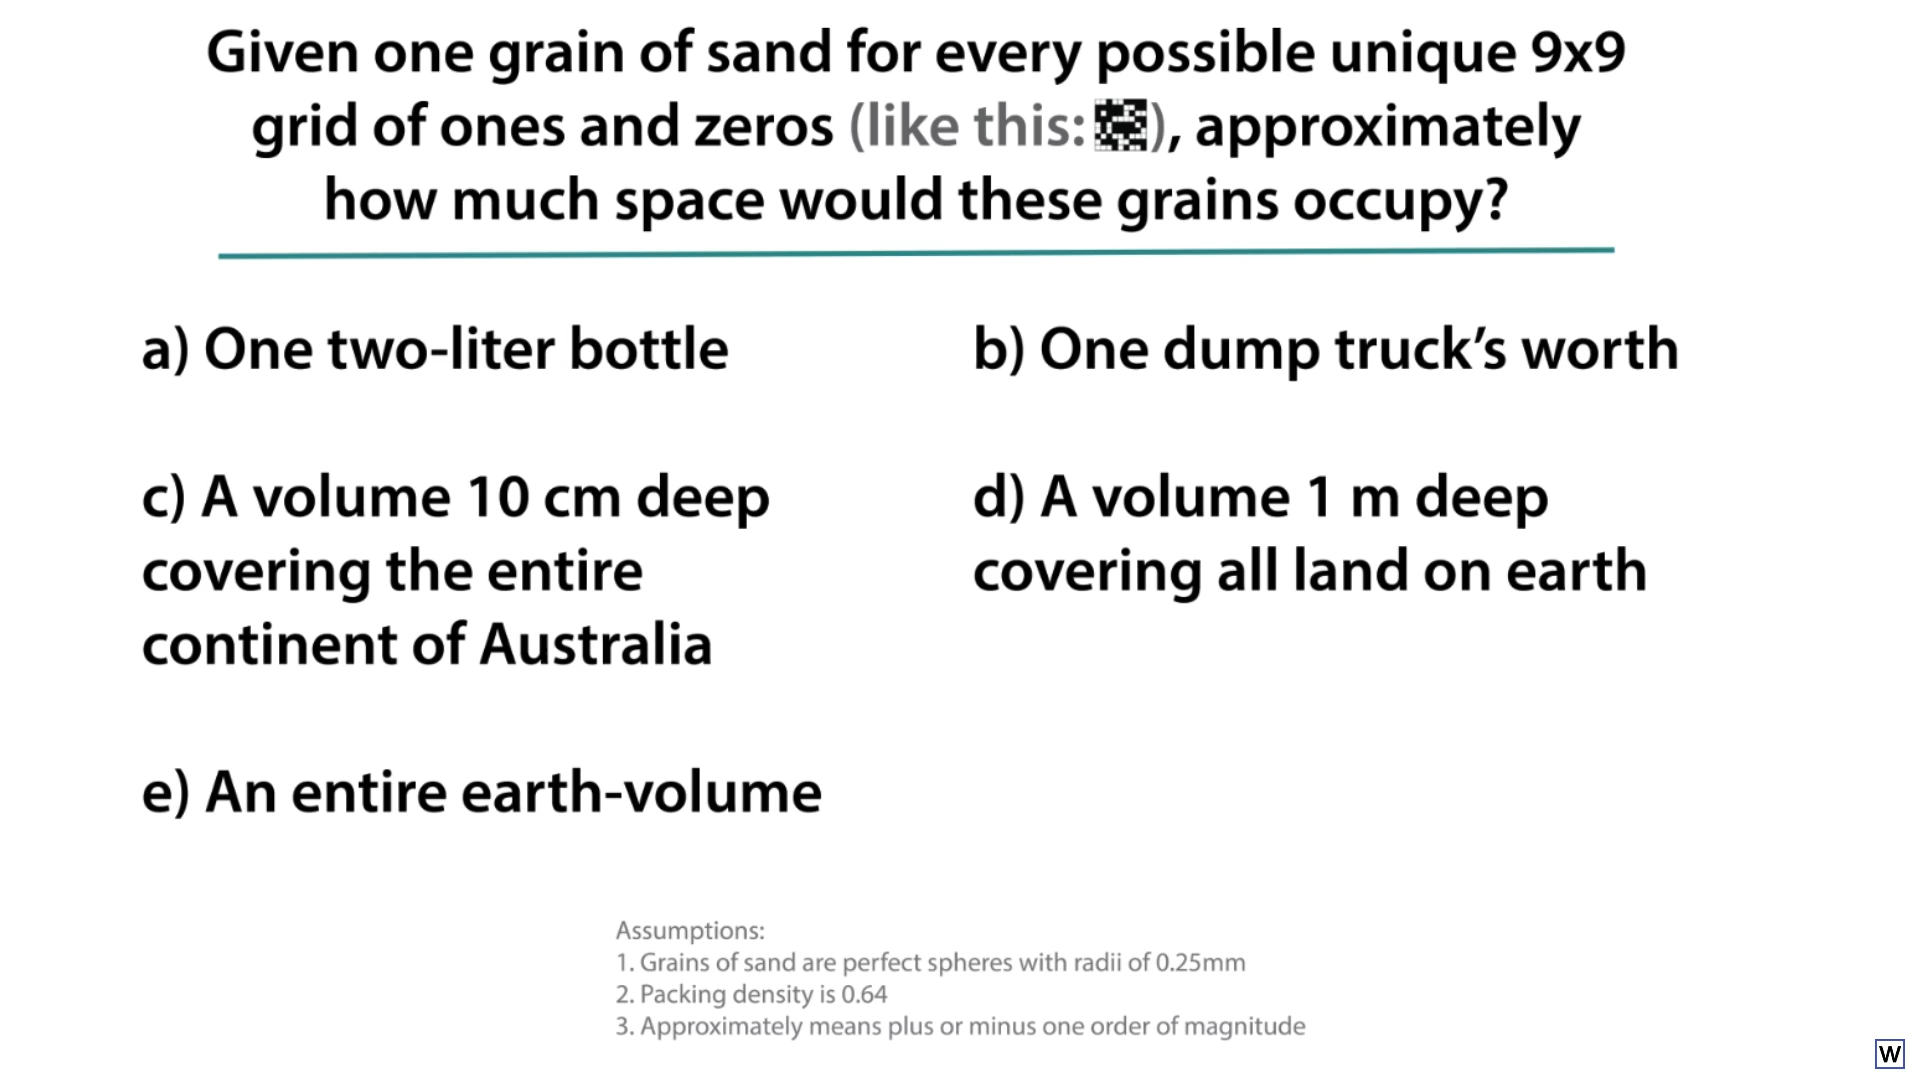 Given one grain of sand for every possible unique 9x9
grid of ones and zeros (like this: ), approximately
how much space would these grains occupy?
a) One two-liter bottle
b) One dump truck’s worth
c) A volume 10 cm deep
covering the entire
continent of Australia
d) A volume 1 m deep
covering all land on earth
e) An entire earth-volume
Assumptions:
1. Grains of sand are perfect spheres with radii of 0.25mm
2. Packing density is 0.64
3. Approximately means plus or minus one order of magnitude
W